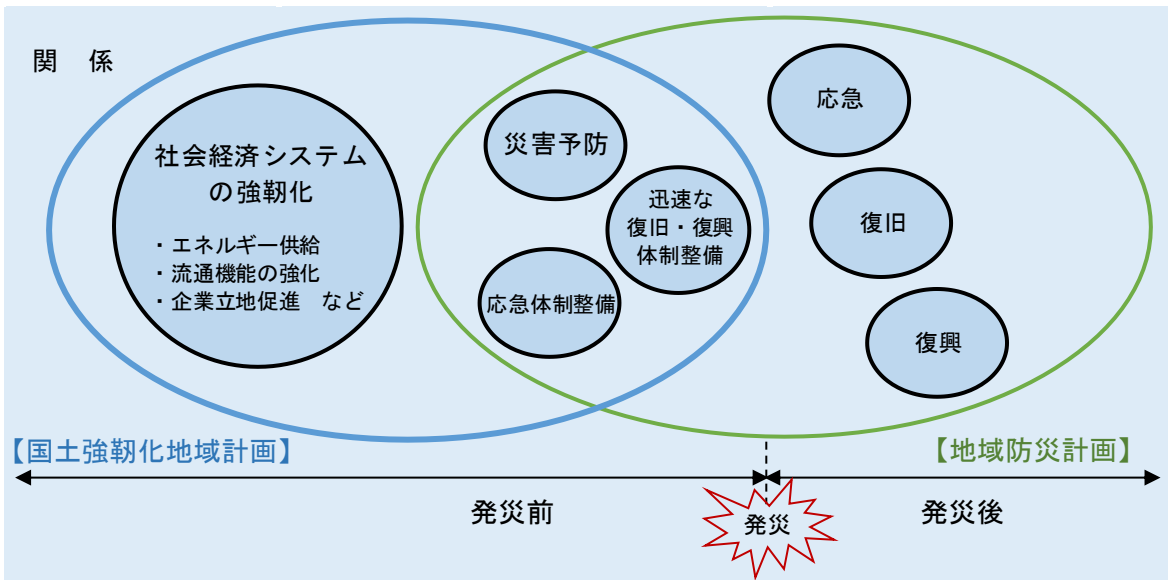 関 係
社会経済システム
の強靭化
・エネルギー供給
・流通機能の強化
・企業立地促進 など
災害予防
迅速な
復旧・復興
体制整備
応急体制整備
応急
復旧
復興
【国土強靭化地域計画】
【地域防災計画】
発災前
発災
発災後